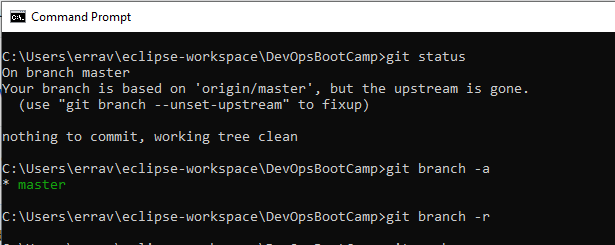 Command Prompt
C:\Users\errav\eclipse-workspace\DevOpsBootCamp>git status
On branch master
Your branch is based on 'origin/master', but the upstream is gone.
  (use "git branch --unset-upstream" to fixup)
nothing to commit, working tree clean
C:\Users\errav\eclipse-workspace\DevOpsBootCamp>git branch -a
* master
C:\Users\errav\eclipse-workspace\DevOpsBootCamp>git branch -r